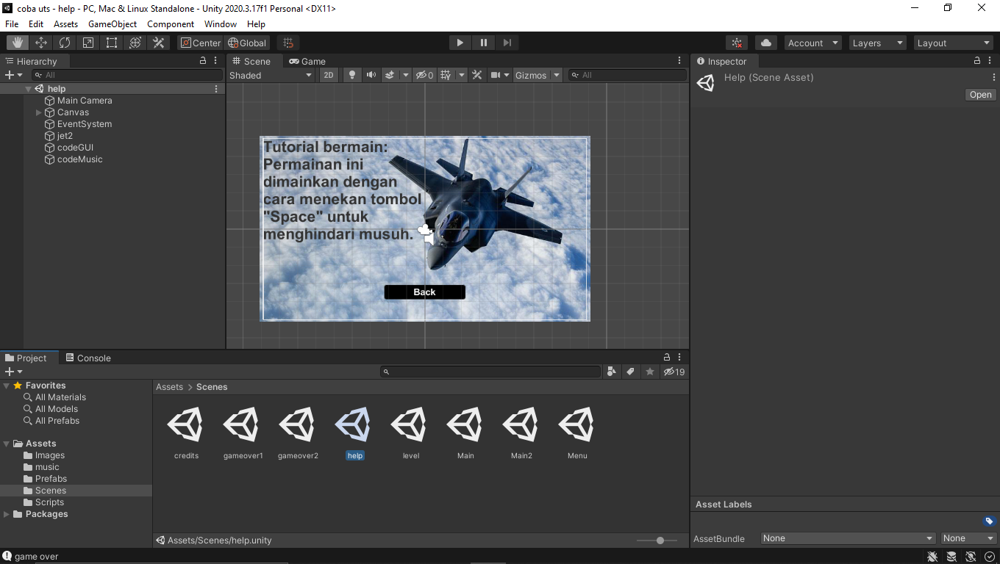 coba uts - help - PC, Mac & Linux Standalone - Unity 2020.3.17f1 Personal <DX11>
File Edit Assets GameObject Component Window Help
Center Global Account Layers Layout
Hierarchy
All
help
Main Camera
Canvas
EventSystem
jet2
codeGUI
codeMusic
Scene Game
Shaded 2D 0 Gizmos All
Tutorial bermain:
Permainan ini
dimainkan dengan
cara menekan tombol
"Space" untuk
menghindari musuh.
Back
Inspector
Help (Scene Asset)
Open
Project Console
19
Favorites
All Materials
All Models
All Prefabs
Assets
Images
music
Prefabs
Scenes
Scripts
Packages
Assets > Scenes
credits gameover1 gameover2 help level Main Main2 Menu
Assets/Scenes/help.unity
Asset Labels
AssetBundle None None
game over